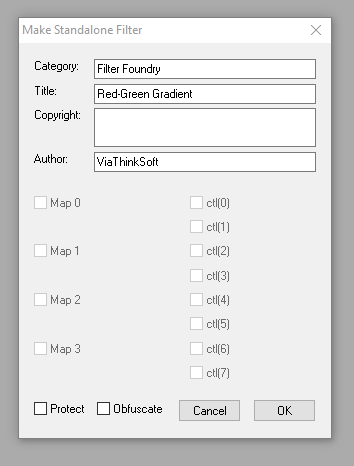 Make Standalone Filter
Category: Filter Foundry
Title: Red-Green Gradient
Copyright:
Author: ViaThinkSoft
Map 0 ctl(0)
ctl(1)
Map 1 ctl(2)
ctl(3)
Map 2 ctl(4)
ctl(5)
Map 3 ctl(6)
ctl(7)
Protect Obfuscate Cancel OK